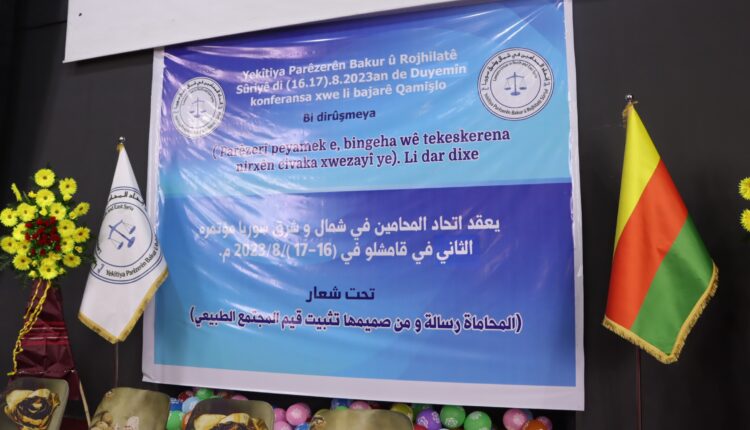 Yekîtiya Parêzerên Bakur û Rojhilatê
Sûriyê di (16.17).8.2023an de Duyemîn
konferansa xwe li bajarê Qamişlo
Bi dirûşmeya
( Parêzerî peyamek e, bingeha wê tekeskerena
nirxên civaka xwezayî ye). Li dar dixe
يعقد اتحاد المحامين في شمال و شرق سوريا مؤتمره
الثاني في قامشلو في (16-17 )/2023/8 م.
تحت شعار
(المحاماة رسالة و من صميمها تثبيت قيم المجتمع الطبيعي)